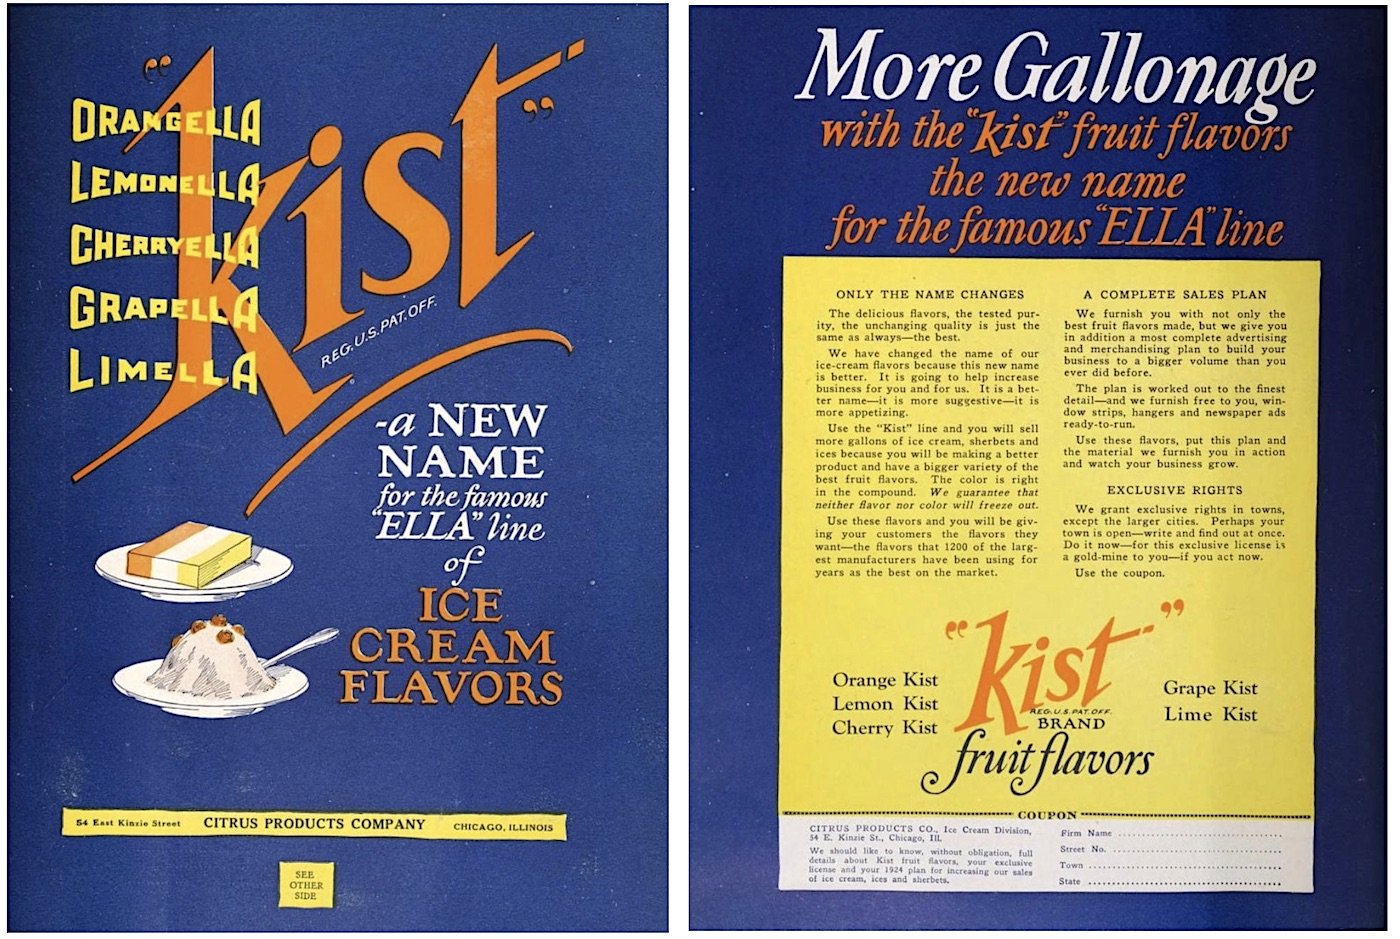 "kist"
ORANGELLA
LEMONELLA
CHERRYELLA
GRAPELLA
LIMELLA
REG. U.S. PAT. OFF.
-a NEW
NAME
for the famous
"ELLA" line
of
ICE
CREAM
FLAVORS
54 East Kinzie Street CITRUS PRODUCTS COMPANY CHICAGO, ILLINOIS
SEE
OTHER
SIDE
More Gallonage
with the "kist" fruit flavors
the new name
for the famous "ELLA" line
ONLY THE NAME CHANGES
The delicious flavors, the tested pur-
ity, the unchanging quality is just the
same as always—the best.
We have changed the name of our
ice-cream flavors because this new name
is better. It is going to help increase
business for you and for us. It is a bet-
ter name—it is more suggestive—it is
more appetizing.
Use the "Kist" line and you will sell
more gallons of ice cream, sherbets and
ices because you will be making a better
product and have a bigger variety of the
best fruit flavors. The color is right
in the compound. We guarantee that
neither flavor nor color will freeze out.
Use these flavors and you will be giv-
ing your customers the flavors they
want—the flavors that 1200 of the larg-
est manufacturers have been using for
years as the best on the market.
A COMPLETE SALES PLAN
We furnish you with not only the
best fruit flavors made, but we give you
in addition a most complete advertising
and merchandising plan to build your
business to a bigger volume than you
ever did before.
The plan is worked out to the finest
detail—and we furnish free to you, win-
dow strips, hangers and newspaper ads
ready-to-run.
Use these flavors, put this plan and
the material we furnish you in action
and watch your business grow.
EXCLUSIVE RIGHTS
We grant exclusive rights in towns,
except the larger cities. Perhaps your
town is open—write and find out at once.
Do it now—for this exclusive license is
a gold-mine to you—if you act now.
Use the coupon.
Orange Kist
Lemon Kist
Cherry Kist
"kist"
REG. U.S. PAT. OFF.
BRAND
fruit flavors
Grape Kist
Lime Kist
COUPON
CITRUS PRODUCTS CO., Ice Cream Division,
54 E. Kinzie St., Chicago, Ill.
We should like to know, without obligation, full
details about Kist fruit flavors, your exclusive
license and your 1924 plan for increasing our sales
of ice cream, ices and sherbets.
Firm Name
Street No.
Town
State